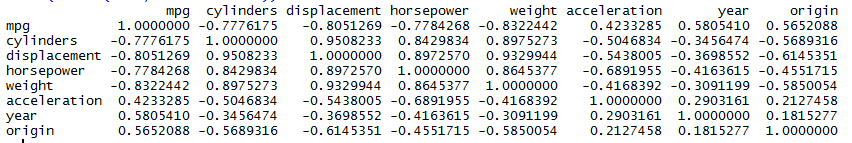 mpg cylinders displacement horsepower weight acceleration year origin
mpg 1.0000000 -0.7776175 -0.8051269 -0.7784268 -0.8322442 0.4233285 0.5805410 0.5652088
cylinders -0.7776175 1.0000000 0.9508233 0.8429834 0.8975273 -0.5046834 -0.3456474 -0.5689316
displacement -0.8051269 0.9508233 1.0000000 0.8972570 0.9329944 -0.5438005 -0.3698552 -0.6145351
horsepower -0.7784268 0.8429834 0.8972570 1.0000000 0.8645377 -0.6891955 -0.4163615 -0.4551715
weight -0.8322442 0.8975273 0.9329944 0.8645377 1.0000000 -0.4168392 -0.3091199 -0.5850054
acceleration 0.4233285 -0.5046834 -0.5438005 -0.6891955 -0.4168392 1.0000000 0.2903161 0.2127458
year 0.5805410 -0.3456474 -0.3698552 -0.4163615 -0.3091199 0.2903161 1.0000000 0.1815277
origin 0.5652088 -0.5689316 -0.6145351 -0.4551715 -0.5850054 0.2127458 0.1815277 1.0000000